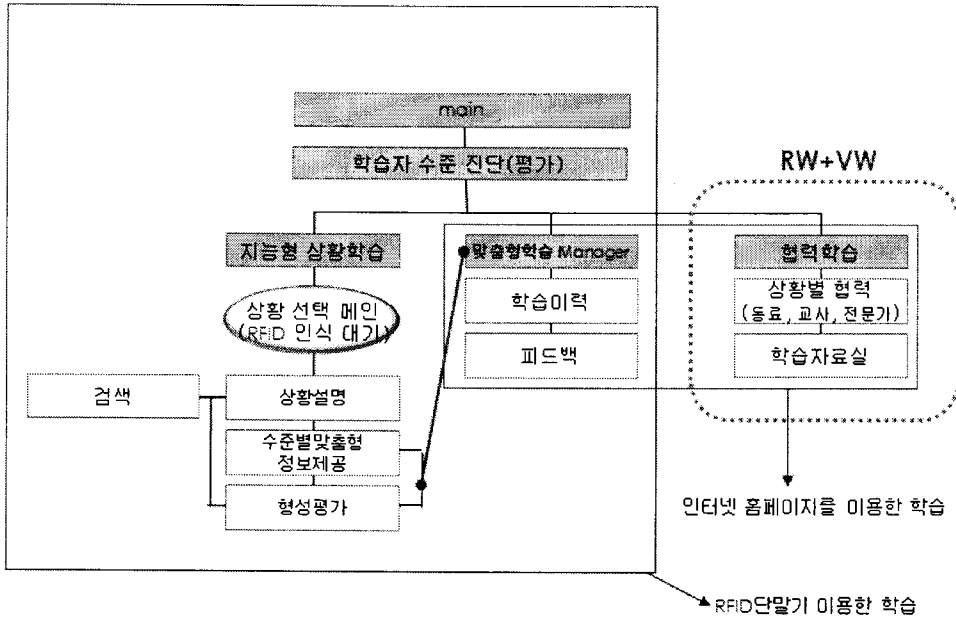 main
학습자 수준 진단(평가)
RW+VW
지능형 상황학습
맞춤형학습 Manager
협력학습
상황 선택 메인
(RFID 인식 대기)
학습이력
상황별 협력
(동료, 교사, 전문가)
피드백
학습자료실
검색
상황설명
수준별맞춤형
정보제공
형성평가
인터넷 홈페이지를 이용한 학습
RFID단말기 이용한 학습